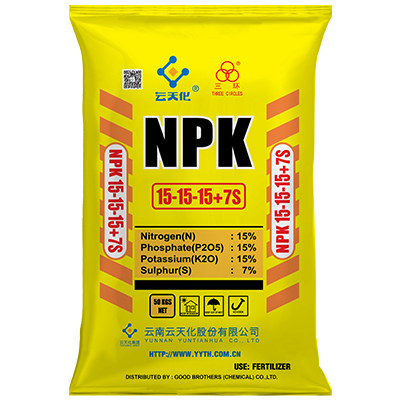 云天化®
三环
THREE CIRCLES
NPK
15-15-15+7S
NPK 15-15-15+7S
NPK 15-15-15+7S
Nitrogen(N) : 15%
Phosphate(P2O5) : 15%
Potassium(K2O) : 15%
Sulphur(S) : 7%
50 KGS
NET
云南云天化股份有限公司
YUNNAN YUNTIANHUA CO., LTD
HTTP://WWW.YYTH.COM.CN
USE: FERTILIZER
DISTRIBUTED BY : GOOD BROTHERS (CHEMICAL) CO.,LTD.